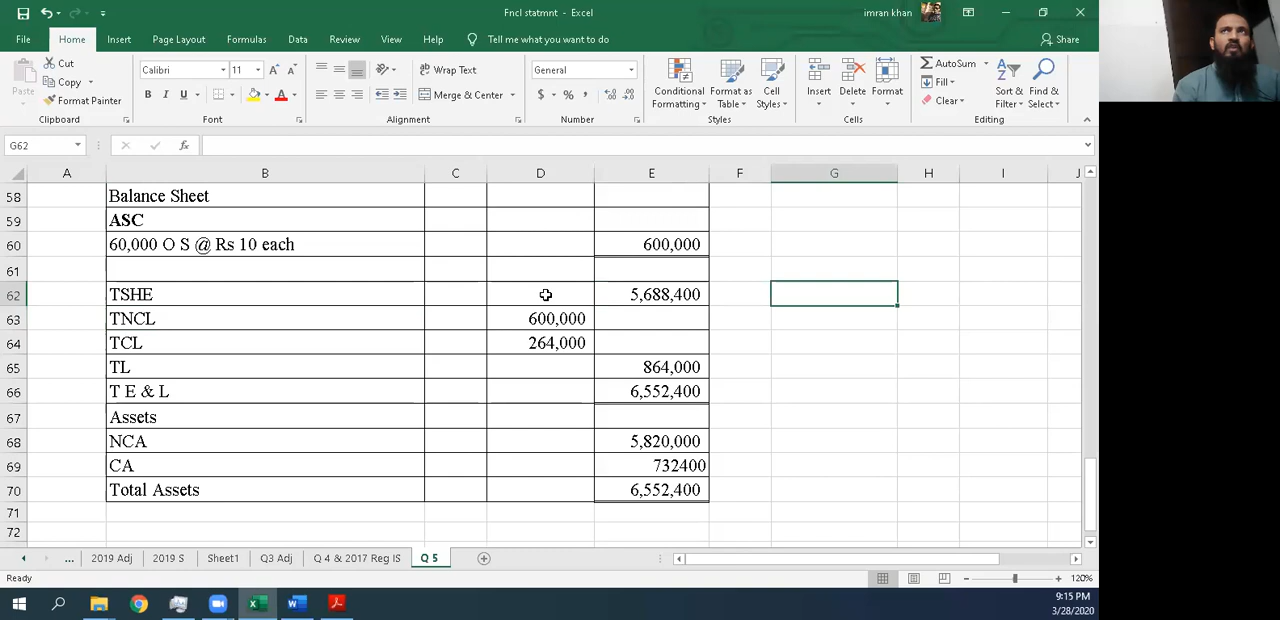 Fncl statmnt - Excel
imran khan
File Home Insert Page Layout Formulas Data Review View Help Tell me what you want to do Share
Paste
Cut
Copy
Format Painter
Clipboard
Calibri 11
B I U
Font
Wrap Text
Merge & Center
Alignment
General
$ % ,
Number
Conditional Formatting
Format as Table
Cell Styles
Styles
Insert Delete Format
Cells
AutoSum
Fill
Clear
Sort & Filter
Find & Select
Editing
G62 fx
A B C D E F G H I J
58 Balance Sheet
59 ASC
60 60,000 O S @ Rs 10 each 600,000
61
62 TSHE 5,688,400
63 TNCL 600,000
64 TCL 264,000
65 TL 864,000
66 T E & L 6,552,400
67 Assets
68 NCA 5,820,000
69 CA 732400
70 Total Assets 6,552,400
71
72
... 2019 Adj 2019 S Sheet1 Q3 Adj Q 4 & 2017 Reg IS Q 5
Ready 120%
9:15 PM
3/28/2020